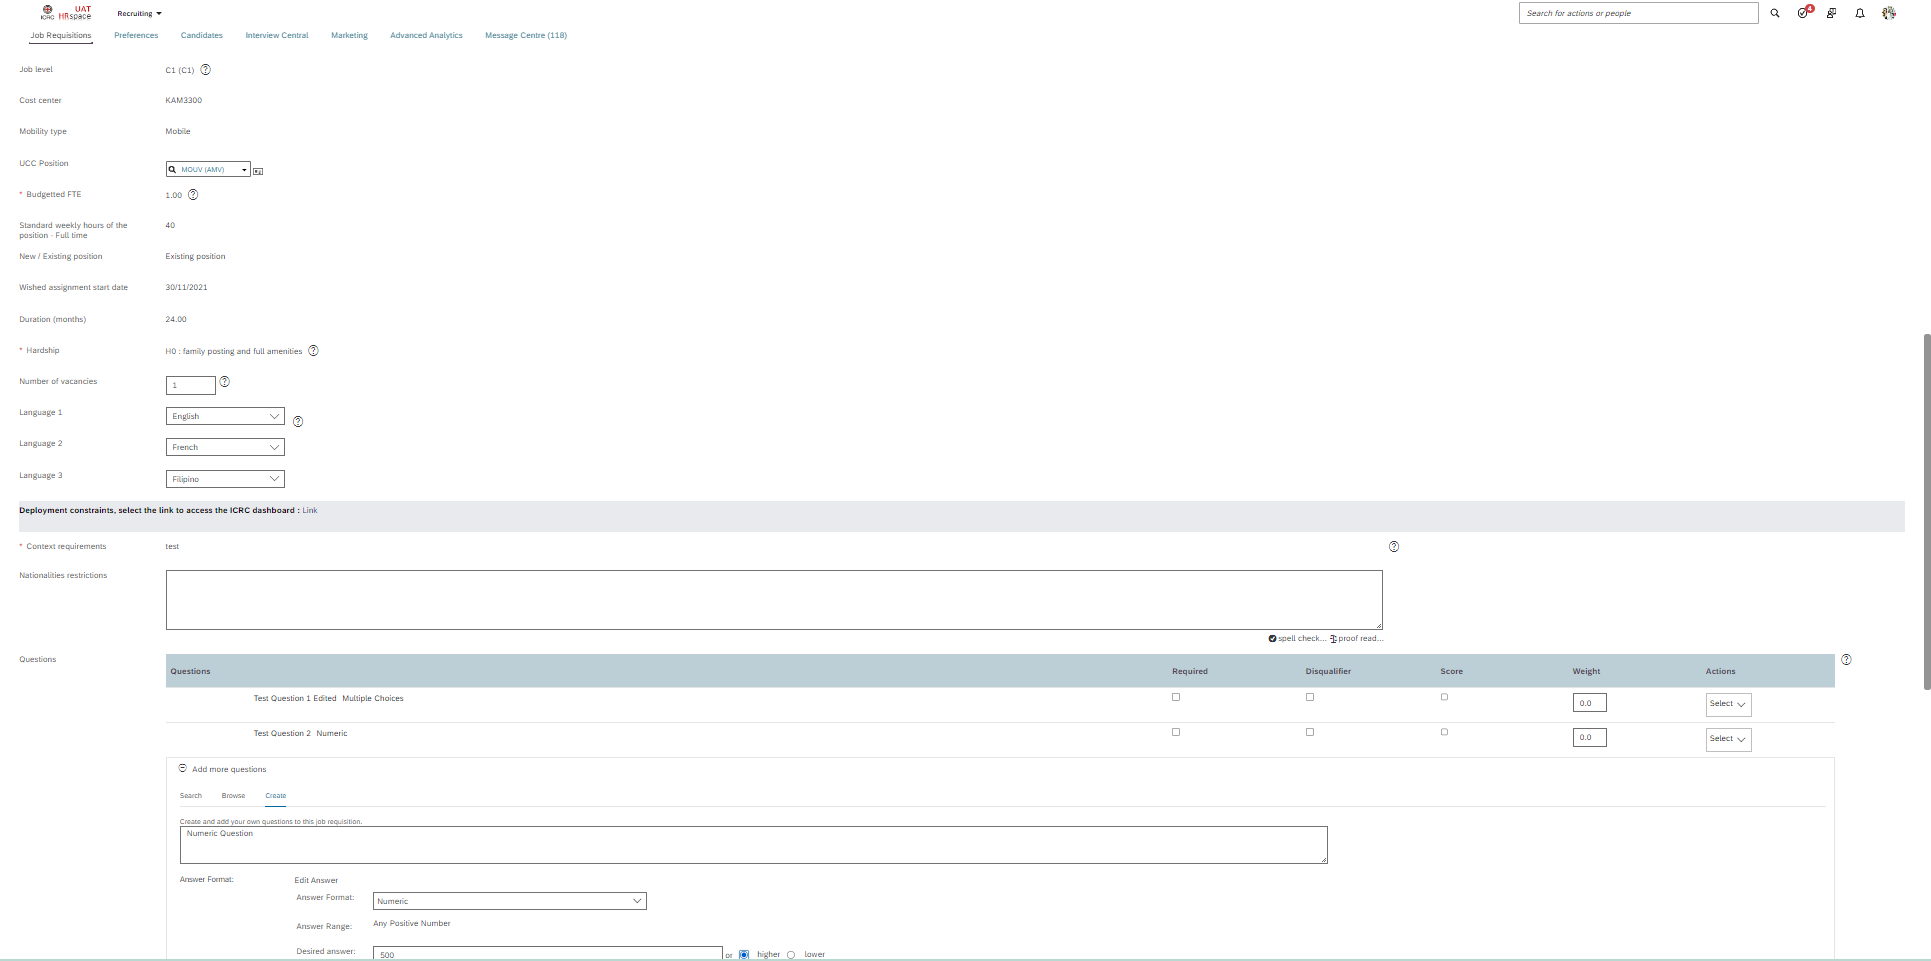 ICRC
UAT
HRspace
Recruiting
Search for actions or people
4
Job Requisitions Preferences Candidates Interview Central Marketing Advanced Analytics Message Centre (118)
Job level C1 (C1) ?
Cost center KAM3300
Mobility type Mobile
UCC Position MOUV (AMV)
* Budgetted FTE 1.00 ?
Standard weekly hours of the 40
position - Full time
New / Existing position Existing position
Wished assignment start date 30/11/2021
Duration (months) 24.00
* Hardship H0 : family posting and full amenities ?
Number of vacancies 1 ?
Language 1 English ?
Language 2 French
Language 3 Filipino
Deployment constraints, select the link to access the ICRC dashboard : Link
* Context requirements test ?
Nationalities restrictions
spell check... proof read...
Questions ?
Questions Required Disqualifier Score Weight Actions
Test Question 1 Edited Multiple Choices 0.0 Select
Test Question 2 Numeric 0.0 Select
Add more questions
Search Browse Create
Create and add your own questions to this job requisition.
Numeric Question
Answer Format: Edit Answer
Answer Format: Numeric
Answer Range: Any Positive Number
Desired answer: 500 or higher lower